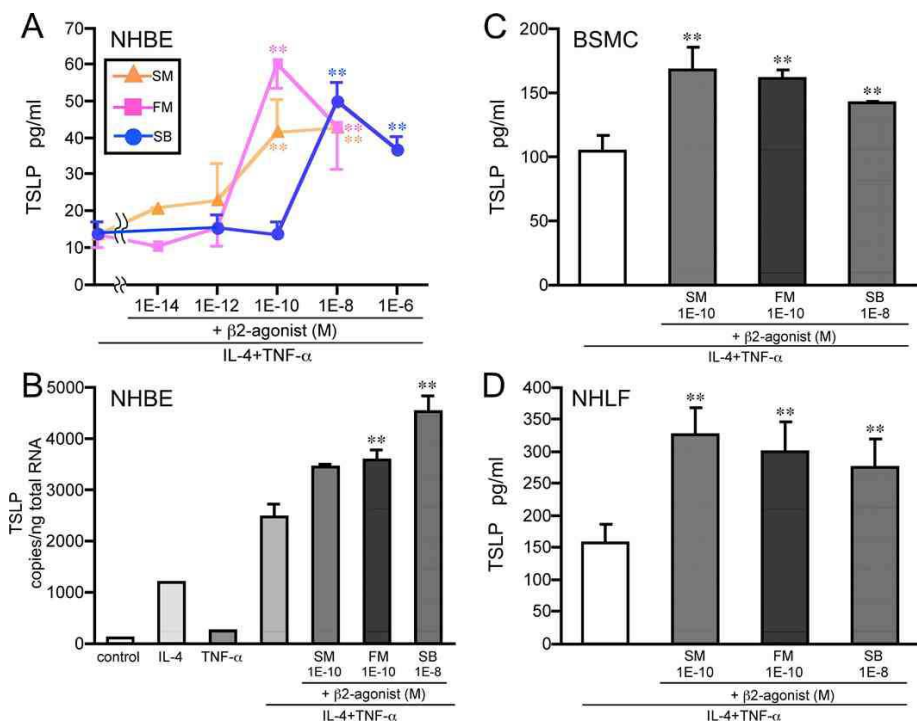 A
NHBE
SM
FM
SB
TSLP pg/ml
70
60
50
40
30
20
10
0
** ** ** ** ** **
1E-14 1E-12 1E-10 1E-8 1E-6
+ β2-agonist (M)
IL-4+TNF-α
C
BSMC
TSLP pg/ml
200
150
100
50
0
** ** **
SM FM SB
1E-10 1E-10 1E-8
+ β2-agonist (M)
IL-4+TNF-α
B
NHBE
TSLP
copies/ng total RNA
5000
4000
3000
2000
1000
0
** **
control IL-4 TNF-α SM FM SB
1E-10 1E-10 1E-8
+ β2-agonist (M)
IL-4+TNF-α
D
NHLF
TSLP pg/ml
400
350
300
250
200
150
100
50
0
** ** **
SM FM SB
1E-10 1E-10 1E-8
+ β2-agonist (M)
IL-4+TNF-α